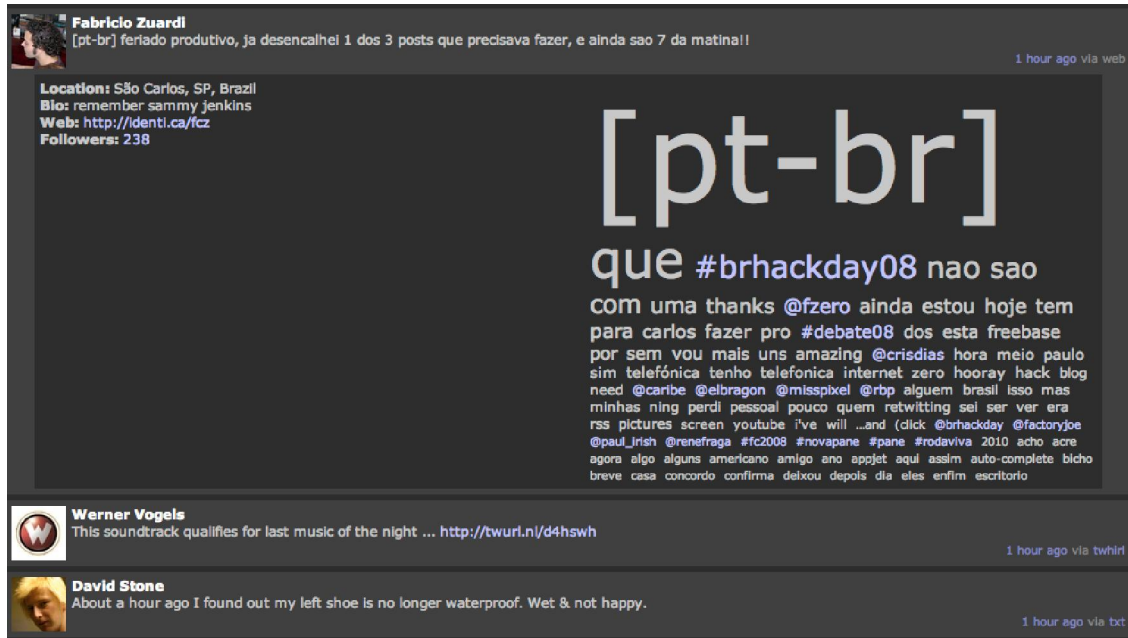 Fabricio Zuardi
[pt-br] feriado produtivo, ja desencalhei 1 dos 3 posts que precisava fazer, e ainda sao 7 da matina!!
1 hour ago via web
Location: São Carlos, SP, Brazil
Bio: remember sammy jenkins
Web: http://identi.ca/fcz
Followers: 238
[pt-br]
que #brhackday08 nao sao
com uma thanks @fzero ainda estou hoje tem
para carlos fazer pro #debate08 dos esta freebase
por sem vou mais uns amazing @crisdias hora meio paulo
sim telefónica tenho telefonica internet zero hooray hack blog
need @caribe @elbragon @misspixel @rbp alguem brasil isso mas
minhas ning perdi pessoal pouco quem retwitting sei ser ver era
rss pictures screen youtube i've will ...and (click @brhackday @factoryjoe
@paul_irish @renefraga #fc2008 #novapane #pane #rodaviva 2010 acho acre
agora algo alguns americano amigo ano appjet aqui assim auto-complete bicho
breve casa concordo confirma deixou depois dia eles enfim escritorio
Werner Vogels
This soundtrack qualifies for last music of the night ... http://twurl.nl/d4hswh
1 hour ago via twhirl
David Stone
About a hour ago I found out my left shoe is no longer waterproof. Wet & not happy.
1 hour ago via txt